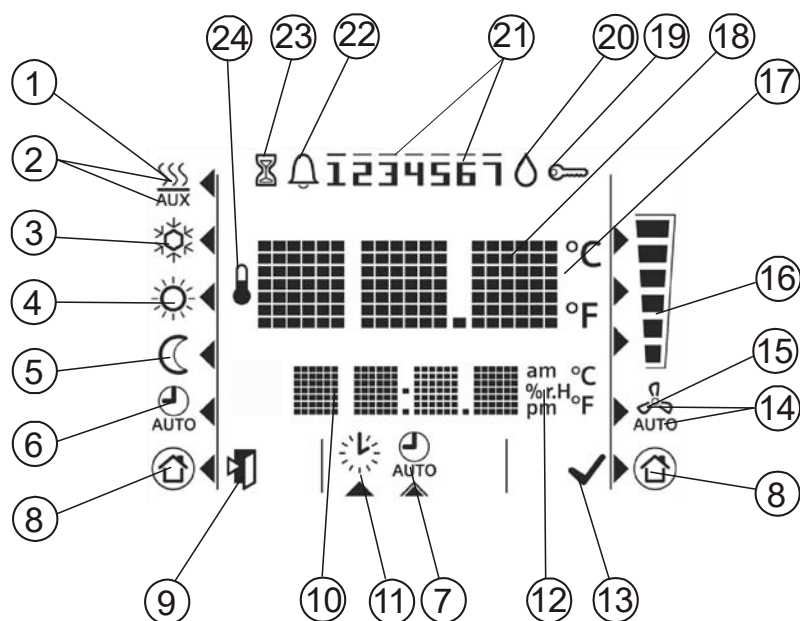 24 23 22 21 20 19 18
1 17
2 1234567
AUX
3 °C
4 °F 16
5 am °C
%r.H 15
pm °F
6 AUTO AUTO 14
AUTO
8 8
9 10 11 7 12 13